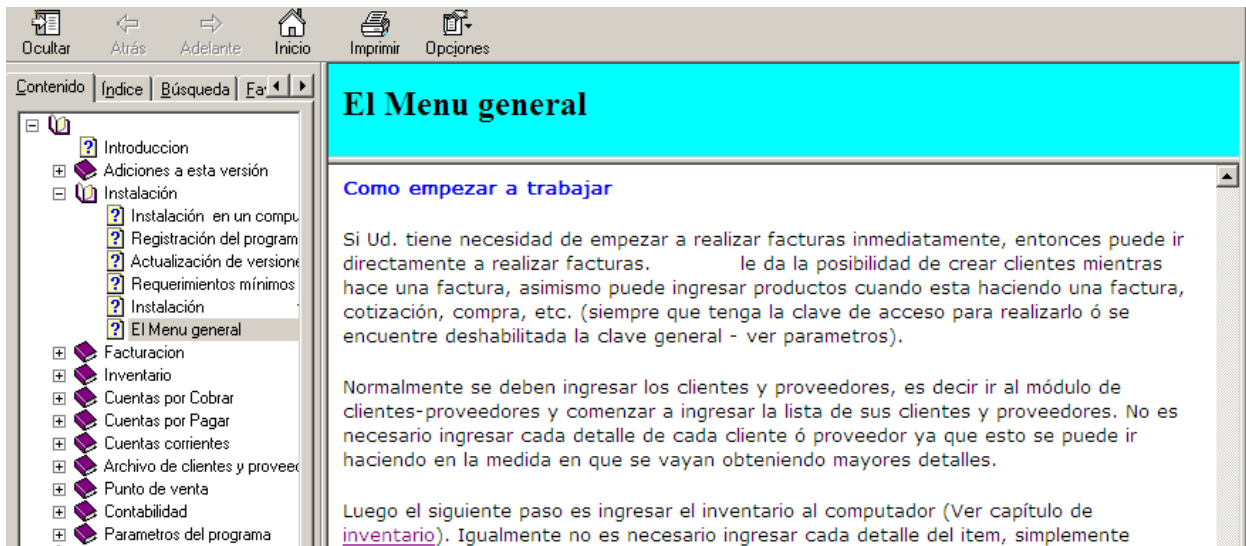 Ocultar Atrás Adelante Inicio Imprimir Opciones
Contenido Índice Búsqueda Fa
El Menu general
Introduccion
Adiciones a esta versión
Instalación
Instalación en un compu
Registración del program
Actualización de versione
Requerimientos mínimos
Instalación
El Menu general
Facturacion
Inventario
Cuentas por Cobrar
Cuentas por Pagar
Cuentas corrientes
Archivo de clientes y proveed
Punto de venta
Contabilidad
Parametros del programa
Como empezar a trabajar
Si Ud. tiene necesidad de empezar a realizar facturas inmediatamente, entonces puede ir
directamente a realizar facturas. le da la posibilidad de crear clientes mientras
hace una factura, asimismo puede ingresar productos cuando esta haciendo una factura,
cotización, compra, etc. (siempre que tenga la clave de acceso para realizarlo ó se
encuentre deshabilitada la clave general - ver parametros).
Normalmente se deben ingresar los clientes y proveedores, es decir ir al módulo de
clientes-proveedores y comenzar a ingresar la lista de sus clientes y proveedores. No es
necesario ingresar cada detalle de cada cliente ó proveedor ya que esto se puede ir
haciendo en la medida en que se vayan obteniendo mayores detalles.
Luego el siguiente paso es ingresar el inventario al computador (Ver capítulo de
inventario). Igualmente no es necesario ingresar cada detalle del item, simplemente